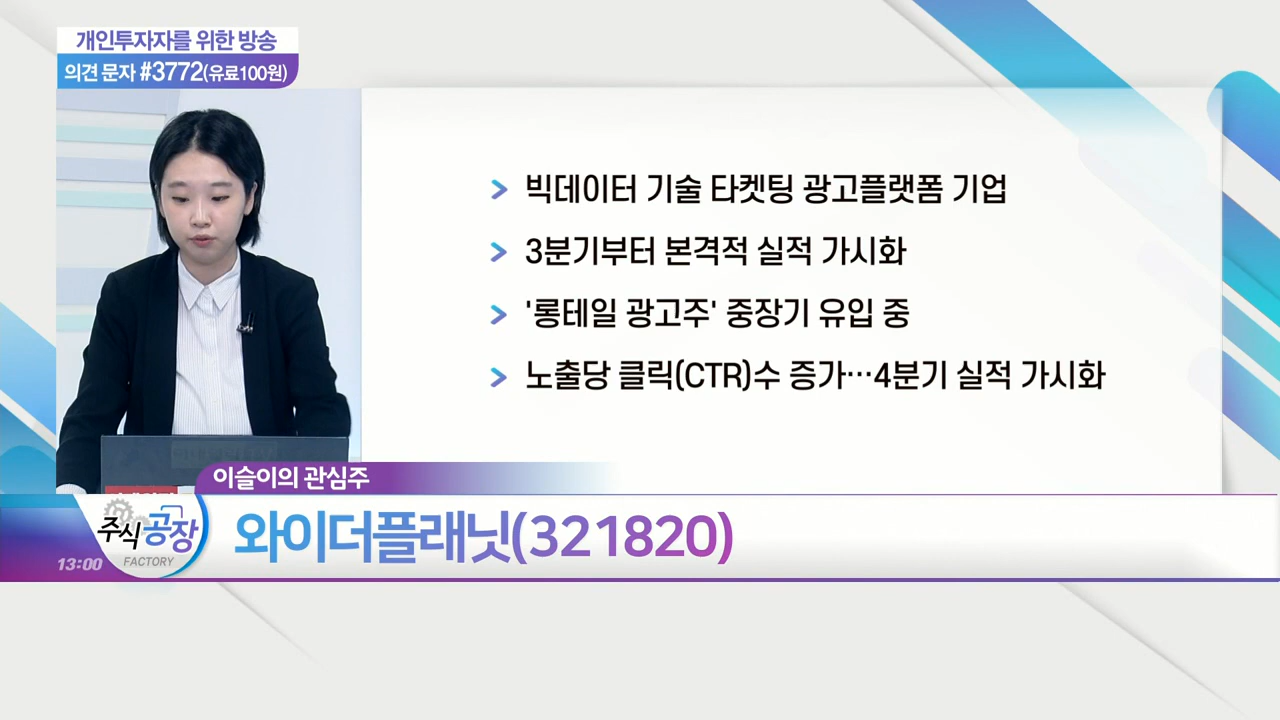 개인투자자를 위한 방송
의견 문자 #3772(유료100원)
> 빅데이터 기술 타켓팅 광고플랫폼 기업
> 3분기부터 본격적 실적 가시화
> '롱테일 광고주' 중장기 유입 중
> 노출당 클릭(CTR)수 증가…4분기 실적 가시화
이슬이의 관심주
주식공장
FACTORY
13:00
와이더플래닛(321820)